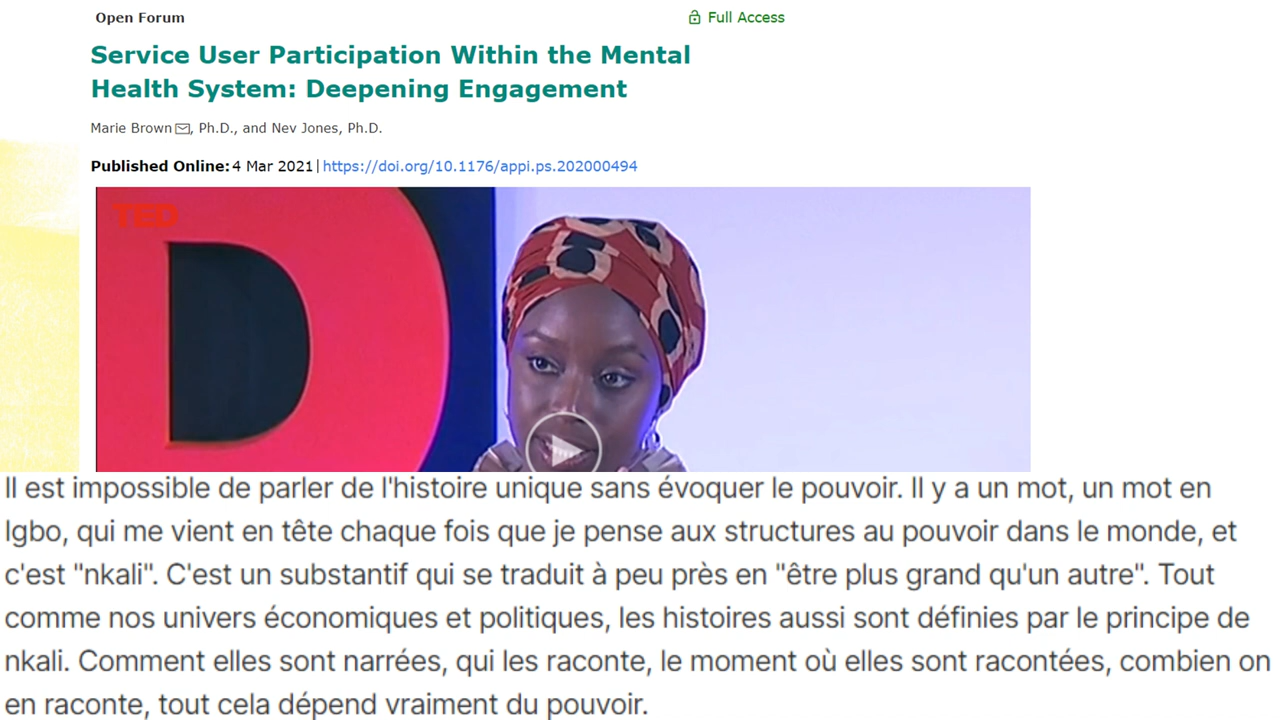 Open Forum
Full Access
Service User Participation Within the Mental
Health System: Deepening Engagement
Marie Brown, Ph.D., and Nev Jones, Ph.D.
Published Online: 4 Mar 2021 | https://doi.org/10.1176/appi.ps.202000494
TED
D
Il est impossible de parler de l'histoire unique sans évoquer le pouvoir. Il y a un mot, un mot en
Igbo, qui me vient en tête chaque fois que je pense aux structures au pouvoir dans le monde, et
c'est "nkali". C'est un substantif qui se traduit à peu près en "être plus grand qu'un autre". Tout
comme nos univers économiques et politiques, les histoires aussi sont définies par le principe de
nkali. Comment elles sont narrées, qui les raconte, le moment où elles sont racontées, combien on
en raconte, tout cela dépend vraiment du pouvoir.